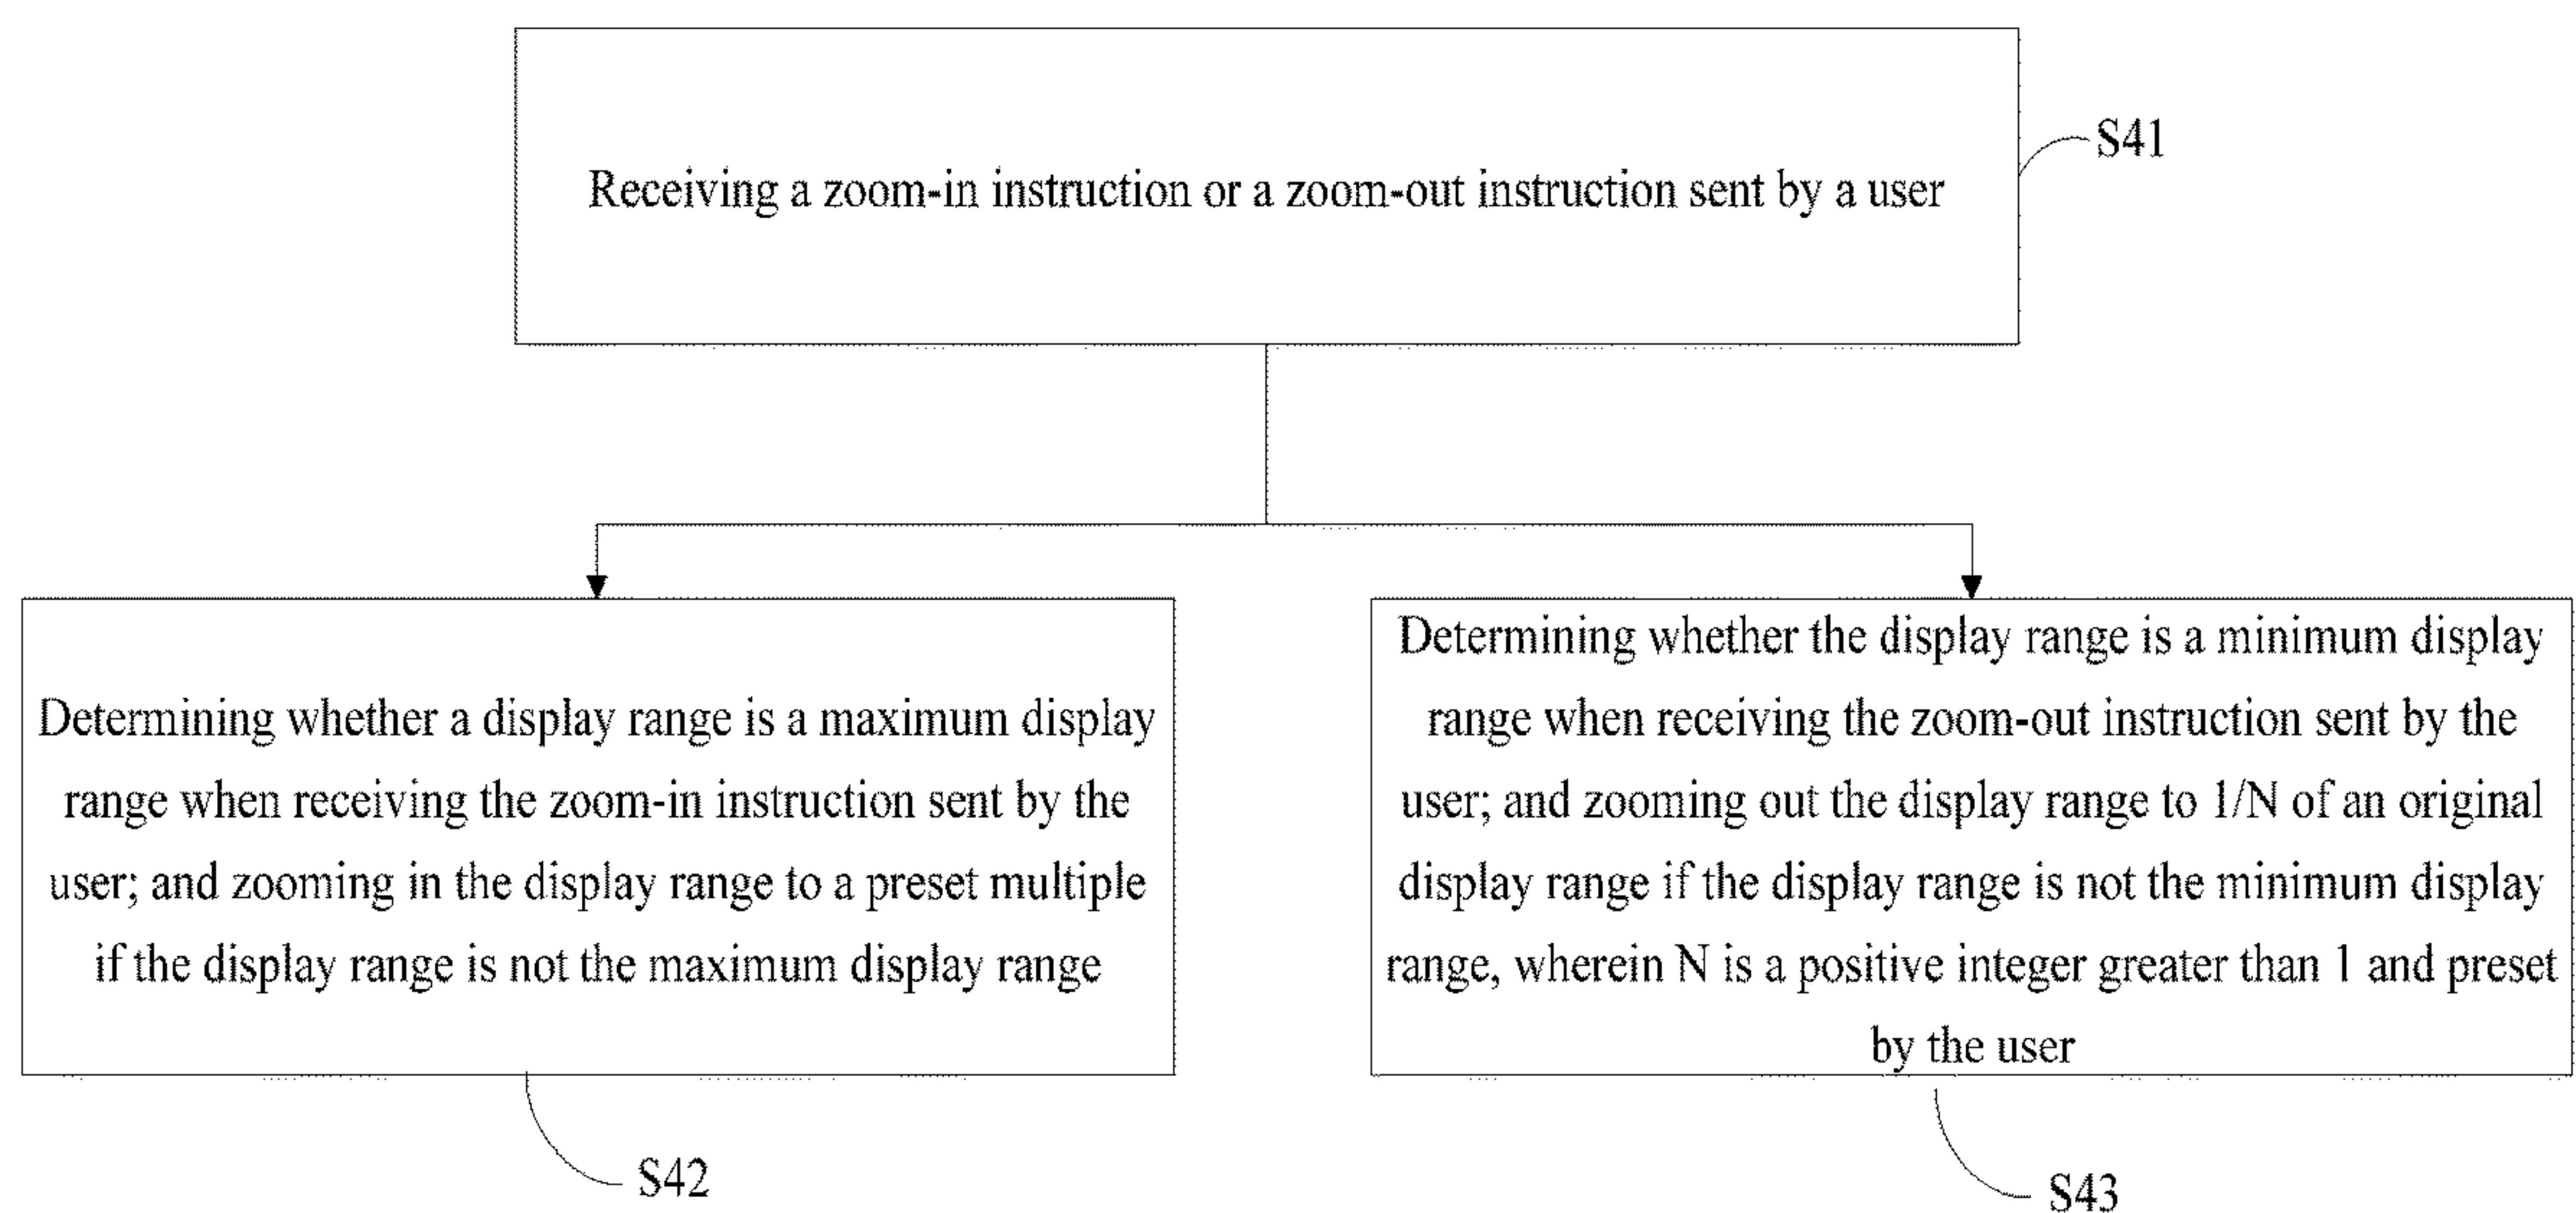 Receiving a zoom-in instruction or a zoom-out instruction sent by a user
S41
Determining whether a display range is a maximum display
range when receiving the zoom-in instruction sent by the
user; and zooming in the display range to a preset multiple
if the display range is not the maximum display range
S42
Determining whether the display range is a minimum display
range when receiving the zoom-out instruction sent by the
user; and zooming out the display range to 1/N of an original
display range if the display range is not the minimum display
range, wherein N is a positive integer greater than 1 and preset
by the user
S43